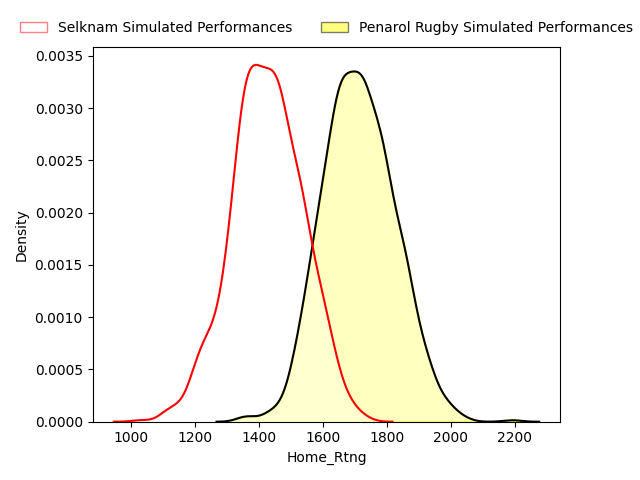 Selknam Simulated Performances
Penarol Rugby Simulated Performances
0.0035
0.0030
0.0025
0.0020
0.0015
0.0010
0.0005
0.0000
Density
1000 1200 1400 1600 1800 2000 2200
Home_Rtng